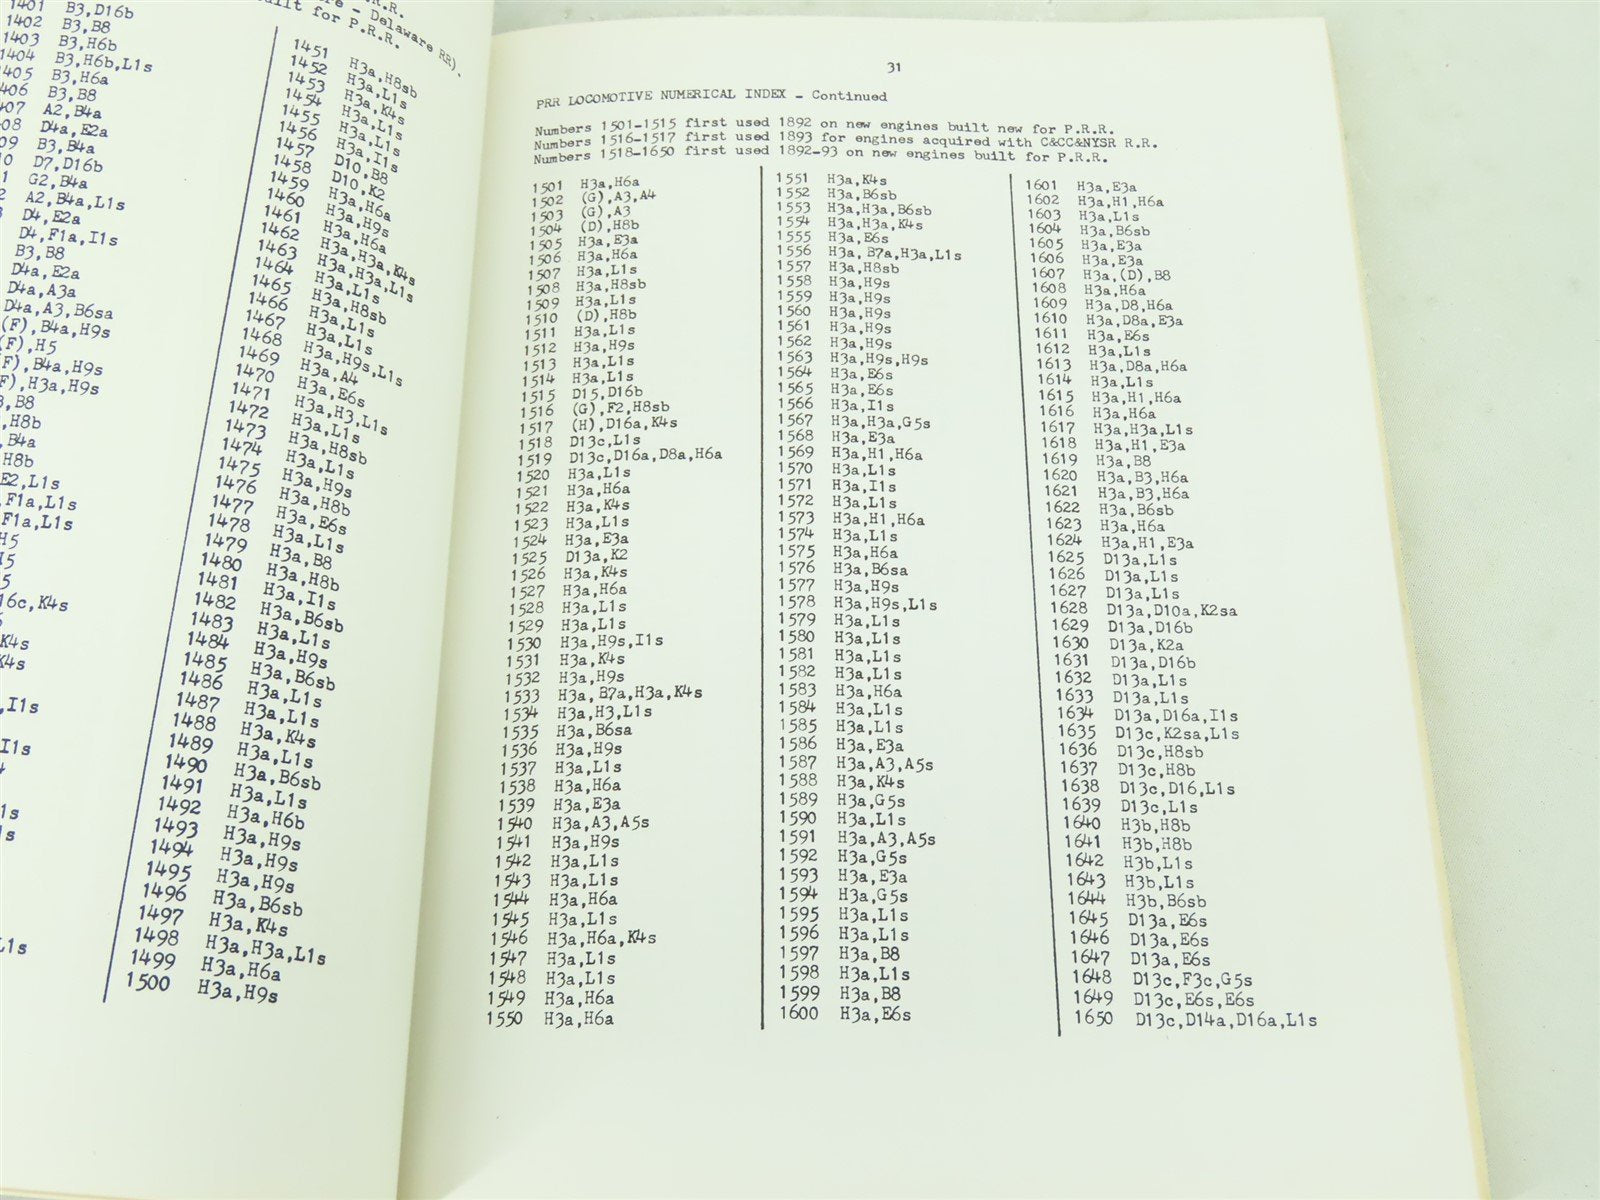 1401 B3,D16b
1402 B3,B8
1403 B3,H6b
1404 B3,H6b,L1s
405 B3,H6a
406 B3,B8
407 A2,B4a
08 D4a,E2a
09 B3,B4a
10 D7,D16b
1 G2,B4a
2 A2,B4a,L1s
3 D4,E2a
D4,F1a,I1s
B3,B8
D4a,E2a
D4a,A3a
D4a,A3,B6sa
(F),B4a,H9s
(F),H5
F),B4a,H9s
F),H3a,H9s
,B8
,H8b
,B4a
H8b
E2,L1s
,F1a,L1s
F1a,L1s
H5
H5
5
16c,K4s
K4s
K4s
,I1s
I1s
1s
L1s
R.R.
re - Delaware RR).
uilt for P.R.R.
1451 H3a,H8sb
1452 H3a,L1s
1453 H3a,K4s
1454 H3a,L1s
1455 H3a,L1s
1456 H3a,I1s
1457 D10,B8
1458 D10,K2
1459 H3a,H6a
1460 H3a,H9s
1461 H3a,H6a
1462 H3a,H3a,K4s
1463 H3a,H3a,L1s
1464 H3a,L1s
1465 H3a,H8sb
1466 H3a,L1s
1467 H3a,L1s
1468 H3a,H9s,L1s
1469 H3a,A4
1470 H3a,E6s
1471 H3a,H3,L1s
1472 H3a,L1s
1473 H3a,H8sb
1474 H3a,L1s
1475 H3a,H9s
1476 H3a,H8b
1477 H3a,E6s
1478 H3a,L1s
1479 H3a,B8
1480 H3a,H8b
1481 H3a,I1s
1482 H3a,B6sb
1483 H3a,L1s
1484 H3a,H9s
1485 H3a,B6sb
1486 H3a,L1s
1487 H3a,L1s
1488 H3a,K4s
1489 H3a,L1s
1490 H3a,B6sb
1491 H3a,L1s
1492 H3a,H6b
1493 H3a,H9s
1494 H3a,H9s
1495 H3a,H9s
1496 H3a,B6sb
1497 H3a,K4s
1498 H3a,H3a,L1s
1499 H3a,H6a
1500 H3a,H9s
31
PRR LOCOMOTIVE NUMERICAL INDEX - Continued
Numbers 1501-1515 first used 1892 on new engines built new for P.R.R.
Numbers 1516-1517 first used 1893 for engines acquired with C&CC&NYSR R.R.
Numbers 1518-1650 first used 1892-93 on new engines built for P.R.R.
1501 H3a,H6a
1502 (G),A3,A4
1503 (G),A3
1504 (D),H8b
1505 H3a,E3a
1506 H3a,H6a
1507 H3a,L1s
1508 H3a,H8sb
1509 H3a,L1s
1510 (D),H8b
1511 H3a,L1s
1512 H3a,H9s
1513 H3a,L1s
1514 H3a,L1s
1515 D15,D16b
1516 (G),F2,H8sb
1517 (H),D16a,K4s
1518 D13c,L1s
1519 D13c,D16a,D8a,H6a
1520 H3a,L1s
1521 H3a,H6a
1522 H3a,K4s
1523 H3a,L1s
1524 H3a,E3a
1525 D13a,K2
1526 H3a,K4s
1527 H3a,H6a
1528 H3a,L1s
1529 H3a,L1s
1530 H3a,H9s,I1s
1531 H3a,K4s
1532 H3a,H9s
1533 H3a,B7a,H3a,K4s
1534 H3a,H3,L1s
1535 H3a,B6sa
1536 H3a,H9s
1537 H3a,L1s
1538 H3a,H6a
1539 H3a,E3a
1540 H3a,A3,A5s
1541 H3a,H9s
1542 H3a,L1s
1543 H3a,L1s
1544 H3a,H6a
1545 H3a,L1s
1546 H3a,H6a,K4s
1547 H3a,L1s
1548 H3a,L1s
1549 H3a,H6a
1550 H3a,H6a
1551 H3a,K4s
1552 H3a,B6sb
1553 H3a,H3a,B6sb
1554 H3a,H3a,K4s
1555 H3a,E6s
1556 H3a,B7a,H3a,L1s
1557 H3a,H8sb
1558 H3a,H9s
1559 H3a,H9s
1560 H3a,H9s
1561 H3a,H9s
1562 H3a,H9s
1563 H3a,H9s,H9s
1564 H3a,E6s
1565 H3a,E6s
1566 H3a,I1s
1567 H3a,H3a,G5s
1568 H3a,E3a
1569 H3a,H1,H6a
1570 H3a,L1s
1571 H3a,I1s
1572 H3a,L1s
1573 H3a,H1,H6a
1574 H3a,L1s
1575 H3a,H6a
1576 H3a,B6sa
1577 H3a,H9s
1578 H3a,H9s,L1s
1579 H3a,L1s
1580 H3a,L1s
1581 H3a,L1s
1582 H3a,L1s
1583 H3a,H6a
1584 H3a,L1s
1585 H3a,L1s
1586 H3a,E3a
1587 H3a,A3,A5s
1588 H3a,K4s
1589 H3a,G5s
1590 H3a,L1s
1591 H3a,A3,A5s
1592 H3a,G5s
1593 H3a,E3a
1594 H3a,G5s
1595 H3a,L1s
1596 H3a,L1s
1597 H3a,B8
1598 H3a,L1s
1599 H3a,B8
1600 H3a,E6s
1601 H3a,E3a
1602 H3a,H1,H6a
1603 H3a,L1s
1604 H3a,B6sb
1605 H3a,E3a
1606 H3a,E3a
1607 H3a,(D),B8
1608 H3a,H6a
1609 H3a,D8,H6a
1610 H3a,D8a,E3a
1611 H3a,E6s
1612 H3a,L1s
1613 H3a,D8a,H6a
1614 H3a,L1s
1615 H3a,H1,H6a
1616 H3a,H6a
1617 H3a,H3a,L1s
1618 H3a,H1,E3a
1619 H3a,B8
1620 H3a,B3,H6a
1621 H3a,B3,H6a
1622 H3a,B6sb
1623 H3a,H6a
1624 H3a,H1,E3a
1625 D13a,L1s
1626 D13a,L1s
1627 D13a,L1s
1628 D13a,D10a,K2sa
1629 D13a,D16b
1630 D13a,K2a
1631 D13a,D16b
1632 D13a,L1s
1633 D13a,L1s
1634 D13a,D16a,I1s
1635 D13c,K2sa,L1s
1636 D13c,H8sb
1637 D13c,H8b
1638 D13c,D16,L1s
1639 D13c,L1s
1640 H3b,H8b
1641 H3b,H8b
1642 H3b,L1s
1643 H3b,L1s
1644 H3b,B6sb
1645 D13a,E6s
1646 D13a,E6s
1647 D13a,E6s
1648 D13c,F3c,G5s
1649 D13c,E6s,E6s
1650 D13c,D14a,D16a,L1s